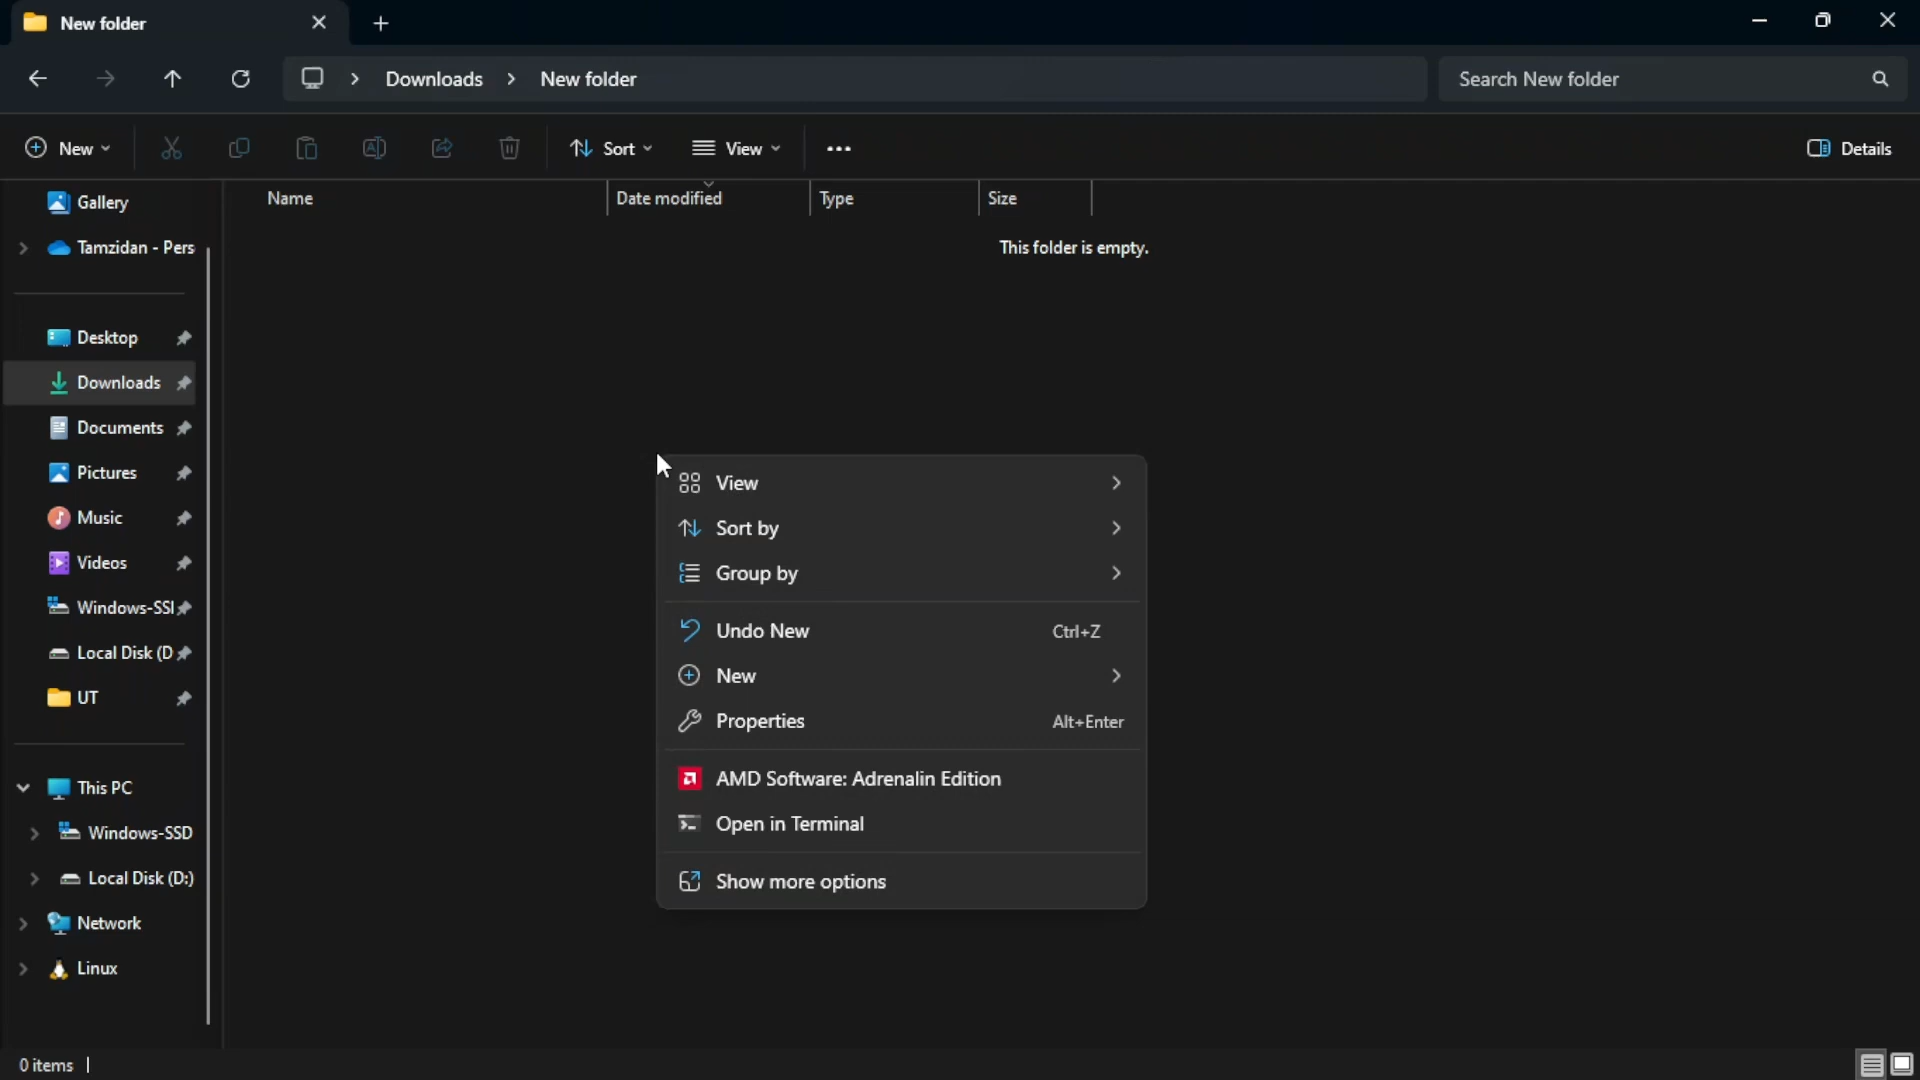 New folder
Downloads
New folder
Search New folder
New
Sort
View
Details
Gallery
Tamzidan - Pers
Desktop
Downloads
Documents
Pictures
Music
Videos
Windows-SSI
Local Disk (D
UT
This PC
Windows-SSD
Local Disk (D:)
Network
Linux
Name
Date modified
Type
Size
This folder is empty.
View
Sort by
Group by
Undo New Ctrl+Z
New
Properties Alt+Enter
AMD Software: Adrenalin Edition
Open in Terminal
Show more options
0 items